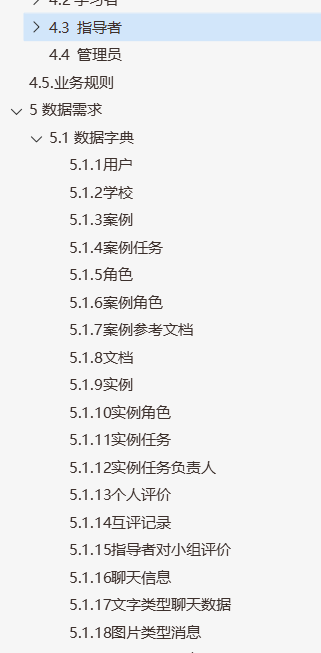 4.2 学习者
4.3 指导者
4.4 管理员
4.5.业务规则
5 数据需求
5.1 数据字典
5.1.1用户
5.1.2学校
5.1.3案例
5.1.4案例任务
5.1.5角色
5.1.6案例角色
5.1.7案例参考文档
5.1.8文档
5.1.9实例
5.1.10实例角色
5.1.11实例任务
5.1.12实例任务负责人
5.1.13个人评价
5.1.14互评记录
5.1.15指导者对小组评价
5.1.16聊天信息
5.1.17文字类型聊天数据
5.1.18图片类型消息